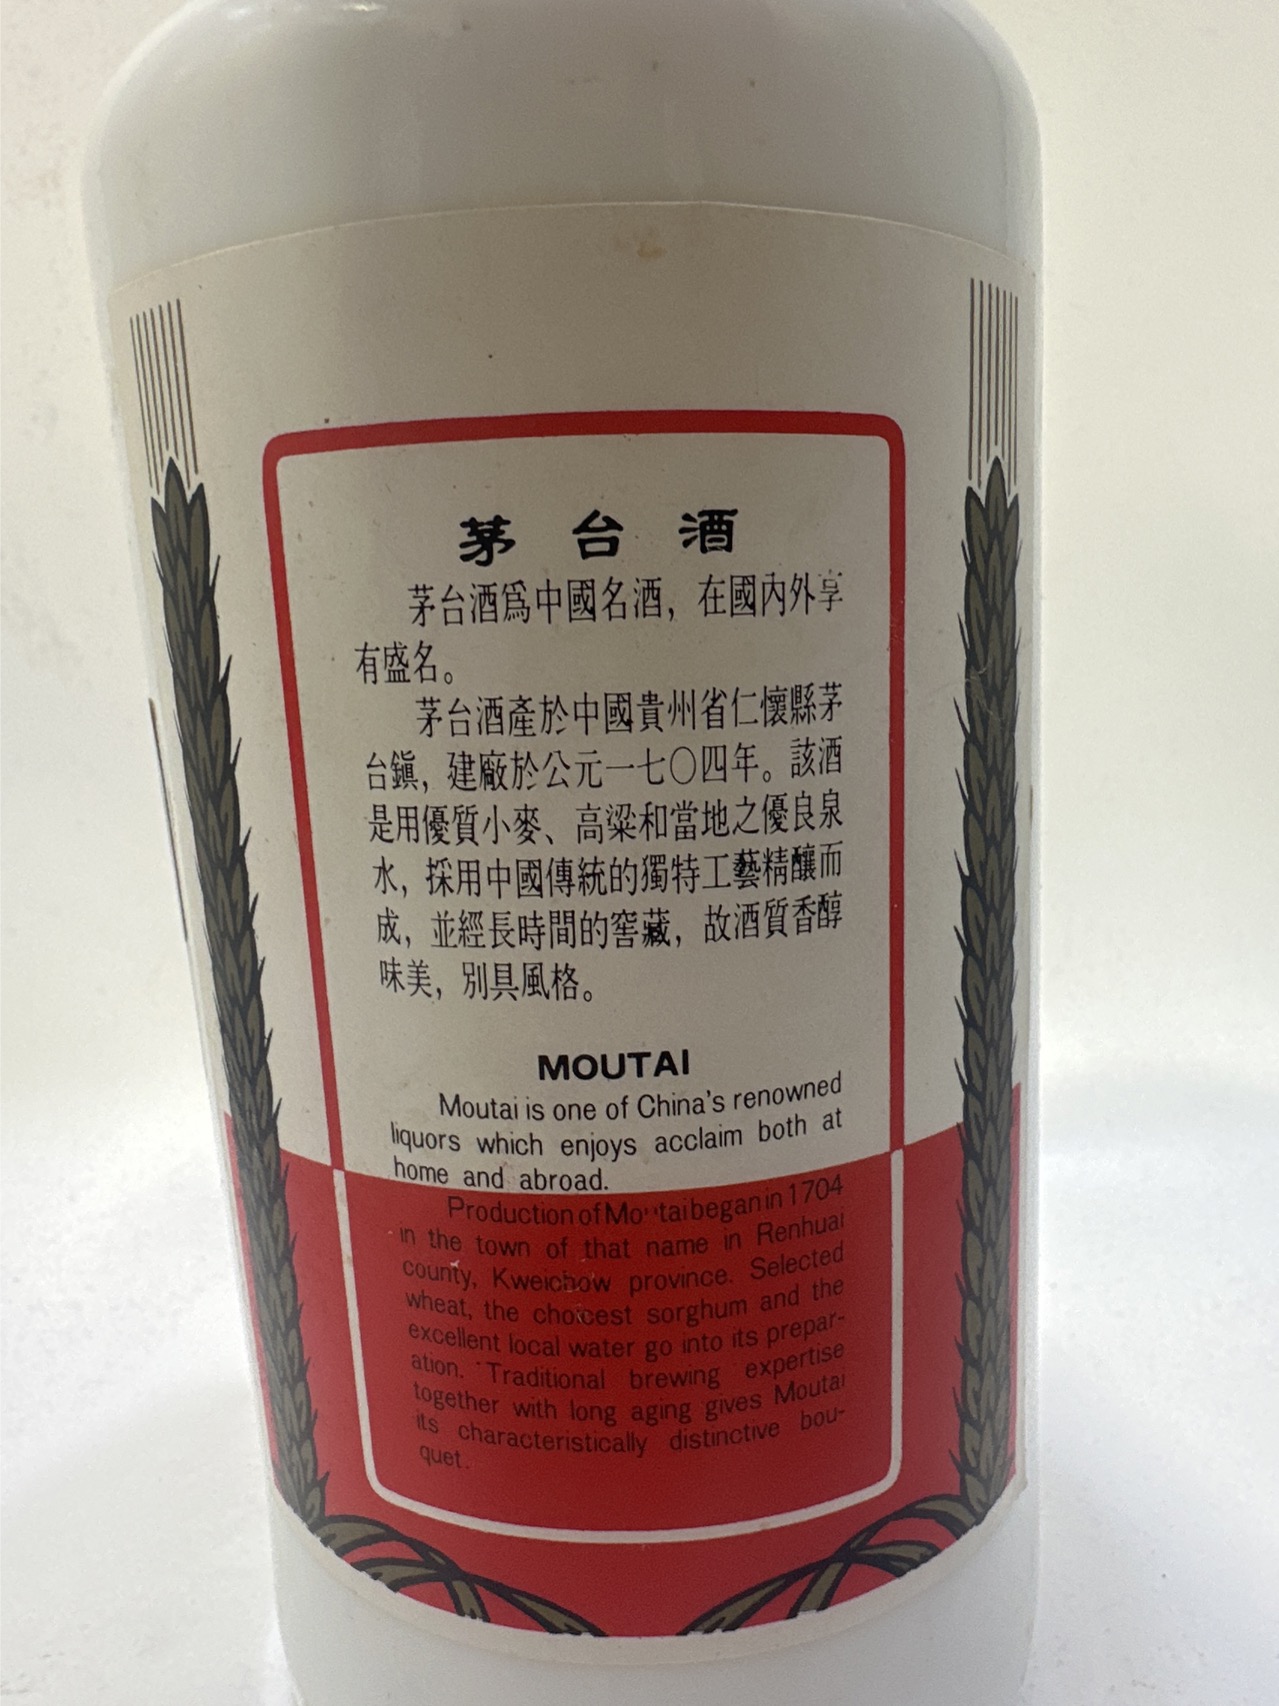 茅台酒
茅台酒爲中國名酒，在國內外享
有盛名。
茅台酒產於中國貴州省仁懷縣茅
台鎭，建廠於公元一七〇四年。該酒
是用優質小麥、高粱和當地之優良泉
水，採用中國傳統的獨特工藝精釀而
成，並經長時間的窖藏，故酒質香醇
味美，別具風格。
MOUTAI
Moutai is one of China's renowned
liquors which enjoys acclaim both at
home and abroad.
Production of Moutai began in 1704
in the town of that name in Renhuai
county, Kweichow province. Selected
wheat, the choicest sorghum and the
excellent local water go into its prepar-
ation. Traditional brewing expertise
together with long aging gives Moutai
its characteristically distinctive bou-
quet.